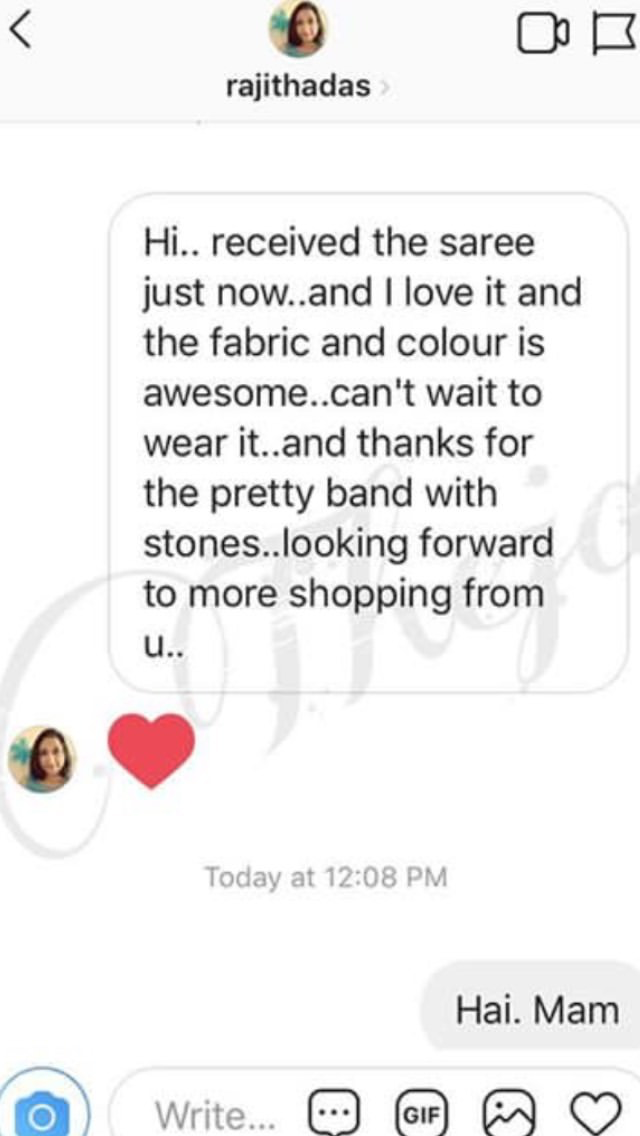 rajithadas
Hi.. received the saree
just now..and I love it and
the fabric and colour is
awesome..can't wait to
wear it..and thanks for
the pretty band with
stones..looking forward
to more shopping from
u..
Today at 12:08 PM
Hai. Mam
Write...
GIF